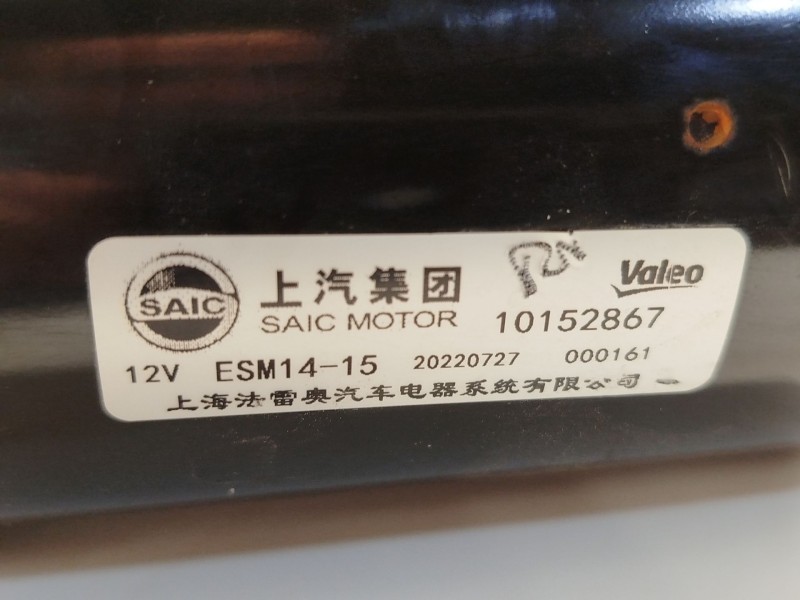 SAIC
上汽集团
SAIC MOTOR
Valeo
10152867
12V ESM14-15 20220727 000161
上海法雷奥汽车电器系統有限公司